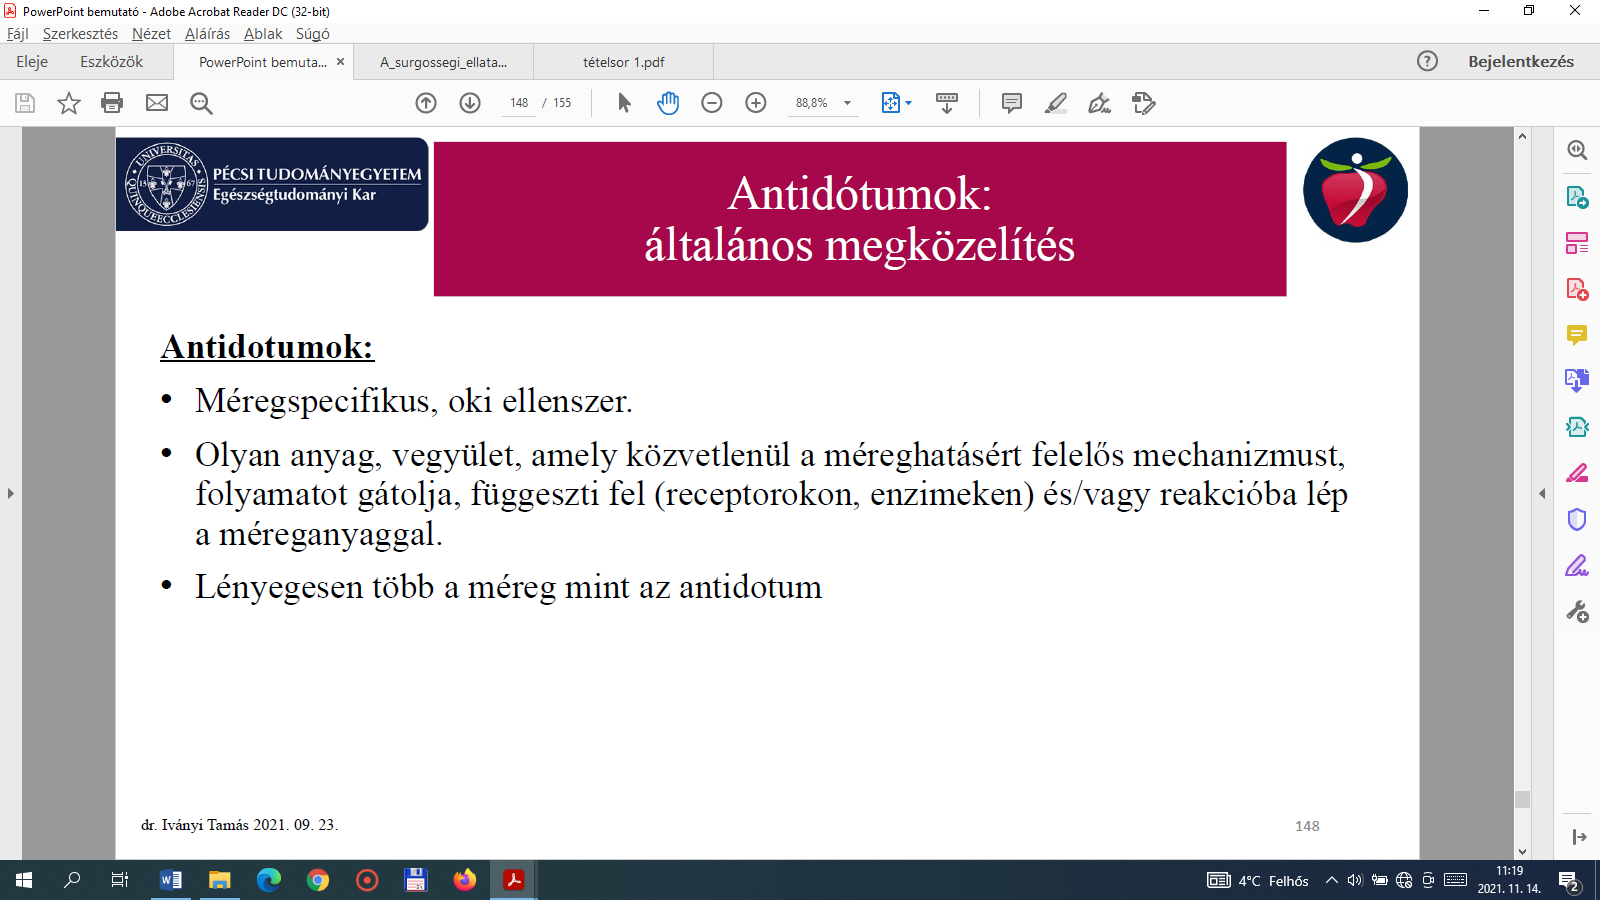 PowerPoint bemutató - Adobe Acrobat Reader DC (32-bit)
Fájl Szerkesztés Nézet Aláírás Ablak Súgó
Eleje Eszközök PowerPoint bemuta... × A_surgossegi_ellata... tételsor 1.pdf Bejelentkezés
148 / 155 88,8%
UNIVERSITAS QUINQUEECCLESIENSIS
1367
PÉCSI TUDOMÁNYEGYETEM
Egészségtudományi Kar
Antidótumok:
általános megközelítés
Antidotumok:
• Méregspecifikus, oki ellenszer.
• Olyan anyag, vegyület, amely közvetlenül a méreghatásért felelős mechanizmust,
folyamatot gátolja, függeszti fel (receptorokon, enzimeken) és/vagy reakcióba lép
a méreganyaggal.
• Lényegesen több a méreg mint az antidotum
dr. Iványi Tamás 2021. 09. 23.
148
4°C Felhős
11:19
2021. 11. 14.
2